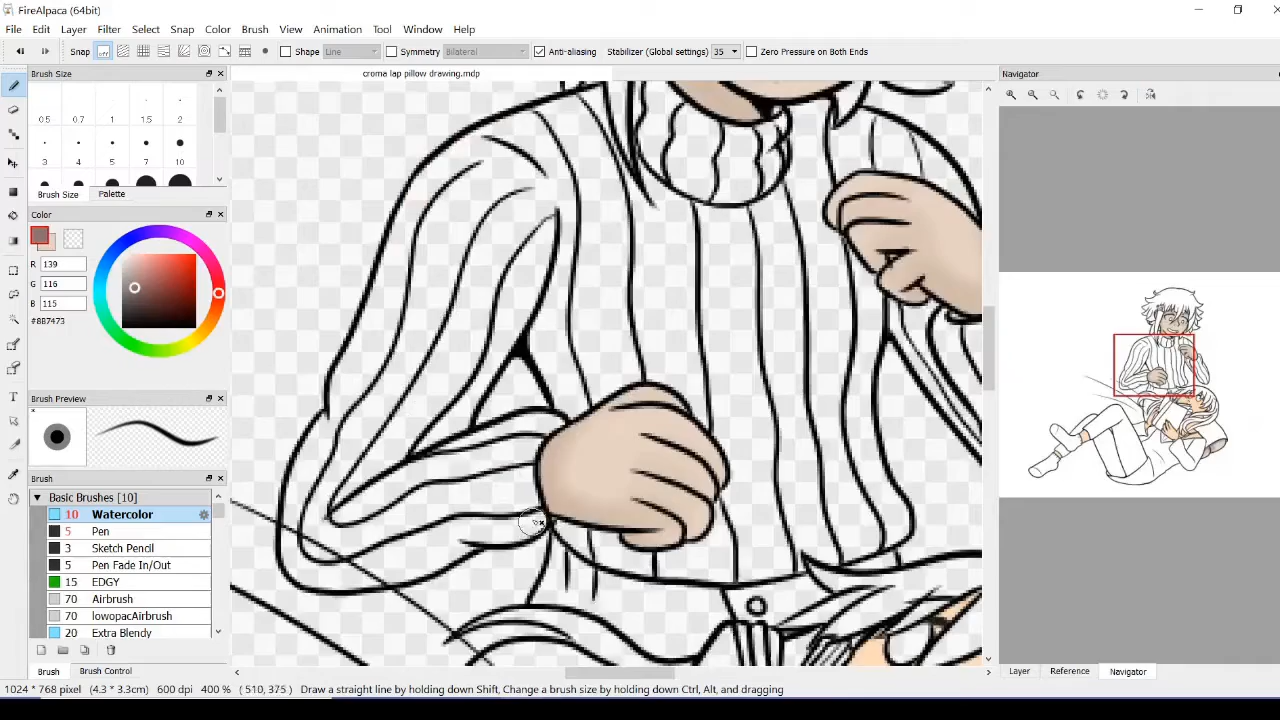 FireAlpaca (64bit)
File Edit Layer Filter Select Snap Color Brush View Animation Tool Window Help
Snap off Shape Line Symmetry Bilateral Anti-aliasing Stabilizer (Global settings) 35 Zero Pressure on Both Ends
Brush Size
croma lap pillow drawing.mdp
Navigator
0.5 0.7 1 1.5 2
3 4 5 7 10
Brush Size Palette
Color
R 139
G 116
B 115
#8B7473
Brush Preview
Brush
Basic Brushes [10]
10 Watercolor
5 Pen
3 Sketch Pencil
5 Pen Fade In/Out
15 EDGY
70 Airbrush
70 lowopacAirbrush
20 Extra Blendy
Brush Brush Control
Layer Reference Navigator
1024 * 768 pixel (4.3 * 3.3cm) 600 dpi 400 % ( 510, 375 ) Draw a straight line by holding down Shift, Change a brush size by holding down Ctrl, Alt, and dragging